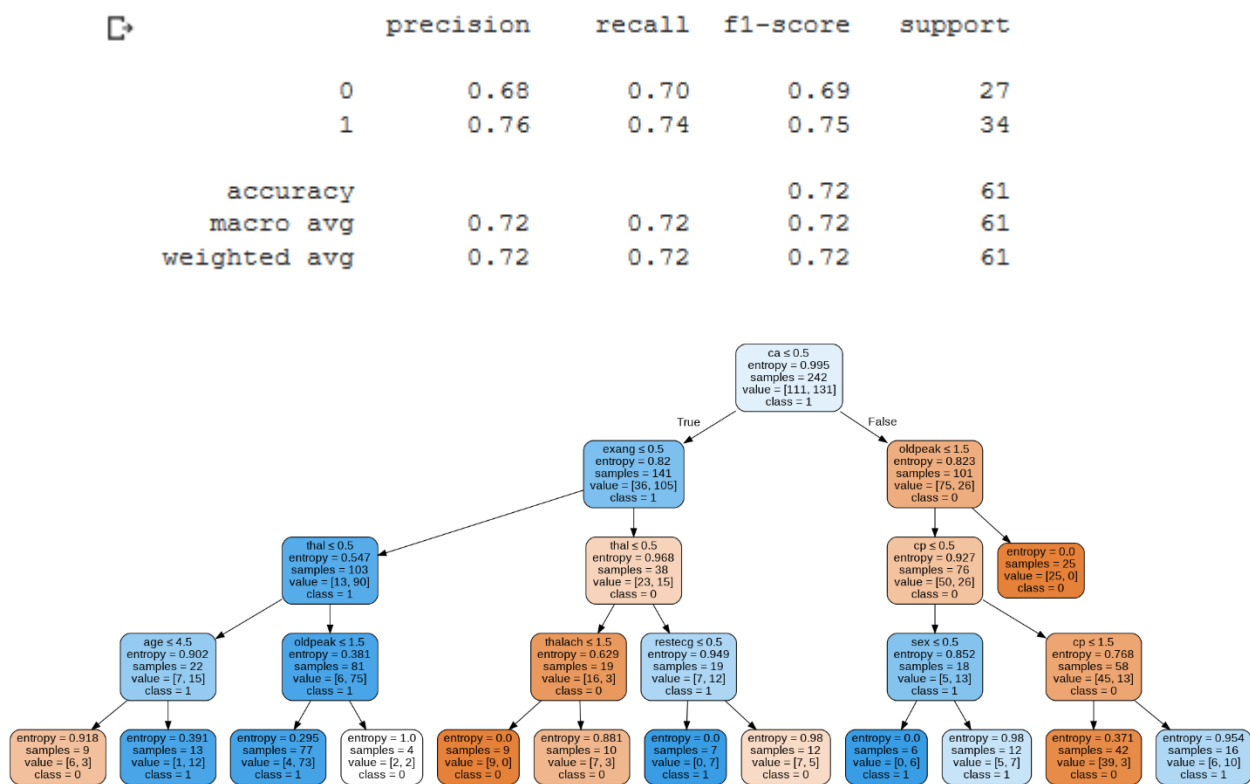 precision recall f1-score support
0 0.68 0.70 0.69 27
1 0.76 0.74 0.75 34
accuracy 0.72 61
macro avg 0.72 0.72 0.72 61
weighted avg 0.72 0.72 0.72 61
ca ≤ 0.5
entropy = 0.995
samples = 242
value = [111, 131]
class = 1
True
False
exang ≤ 0.5
entropy = 0.82
samples = 141
value = [36, 105]
class = 1
oldpeak ≤ 1.5
entropy = 0.823
samples = 101
value = [75, 26]
class = 0
thal ≤ 0.5
entropy = 0.547
samples = 103
value = [13, 90]
class = 1
thal ≤ 0.5
entropy = 0.968
samples = 38
value = [23, 15]
class = 0
cp ≤ 0.5
entropy = 0.927
samples = 76
value = [50, 26]
class = 0
entropy = 0.0
samples = 25
value = [25, 0]
class = 0
age ≤ 4.5
entropy = 0.902
samples = 22
value = [7, 15]
class = 1
oldpeak ≤ 1.5
entropy = 0.381
samples = 81
value = [6, 75]
class = 1
thalach ≤ 1.5
entropy = 0.629
samples = 19
value = [16, 3]
class = 0
restecg ≤ 0.5
entropy = 0.949
samples = 19
value = [7, 12]
class = 1
sex ≤ 0.5
entropy = 0.852
samples = 18
value = [5, 13]
class = 1
cp ≤ 1.5
entropy = 0.768
samples = 58
value = [45, 13]
class = 0
entropy = 0.918
samples = 9
value = [6, 3]
class = 0
entropy = 0.391
samples = 13
value = [1, 12]
class = 1
entropy = 0.295
samples = 77
value = [4, 73]
class = 1
entropy = 1.0
samples = 4
value = [2, 2]
class = 0
entropy = 0.0
samples = 9
value = [9, 0]
class = 0
entropy = 0.881
samples = 10
value = [7, 3]
class = 0
entropy = 0.0
samples = 7
value = [0, 7]
class = 1
entropy = 0.98
samples = 12
value = [7, 5]
class = 0
entropy = 0.0
samples = 6
value = [0, 6]
class = 1
entropy = 0.98
samples = 12
value = [5, 7]
class = 1
entropy = 0.371
samples = 42
value = [39, 3]
class = 0
entropy = 0.954
samples = 16
value = [6, 10]
class = 1